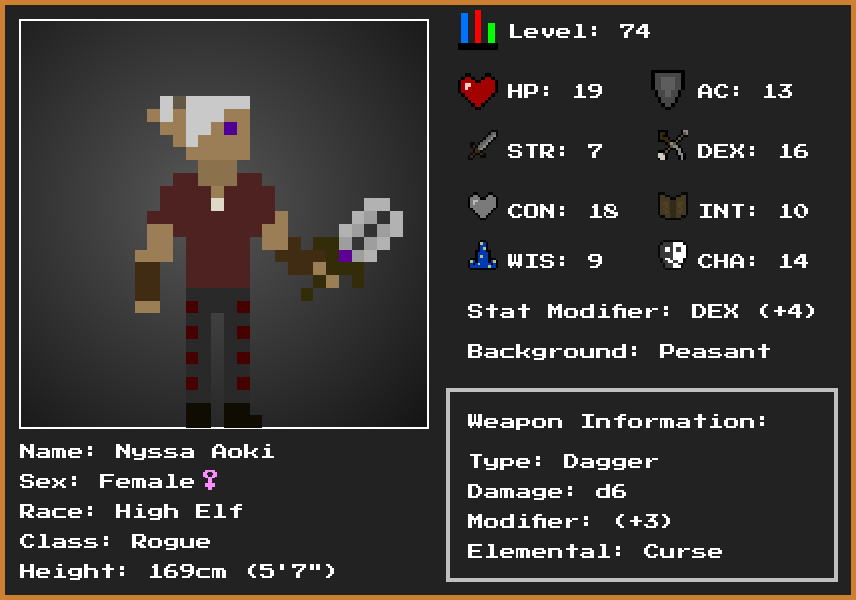 Level: 74
HP: 19
AC: 13
STR: 7
DEX: 16
CON: 18
INT: 10
WIS: 9
CHA: 14
Stat Modifier: DEX (+4)
Background: Peasant
Weapon Information:
Type: Dagger
Damage: d6
Modifier: (+3)
Elemental: Curse
Name: Nyssa Aoki
Sex: Female♀
Race: High Elf
Class: Rogue
Height: 169cm (5'7")